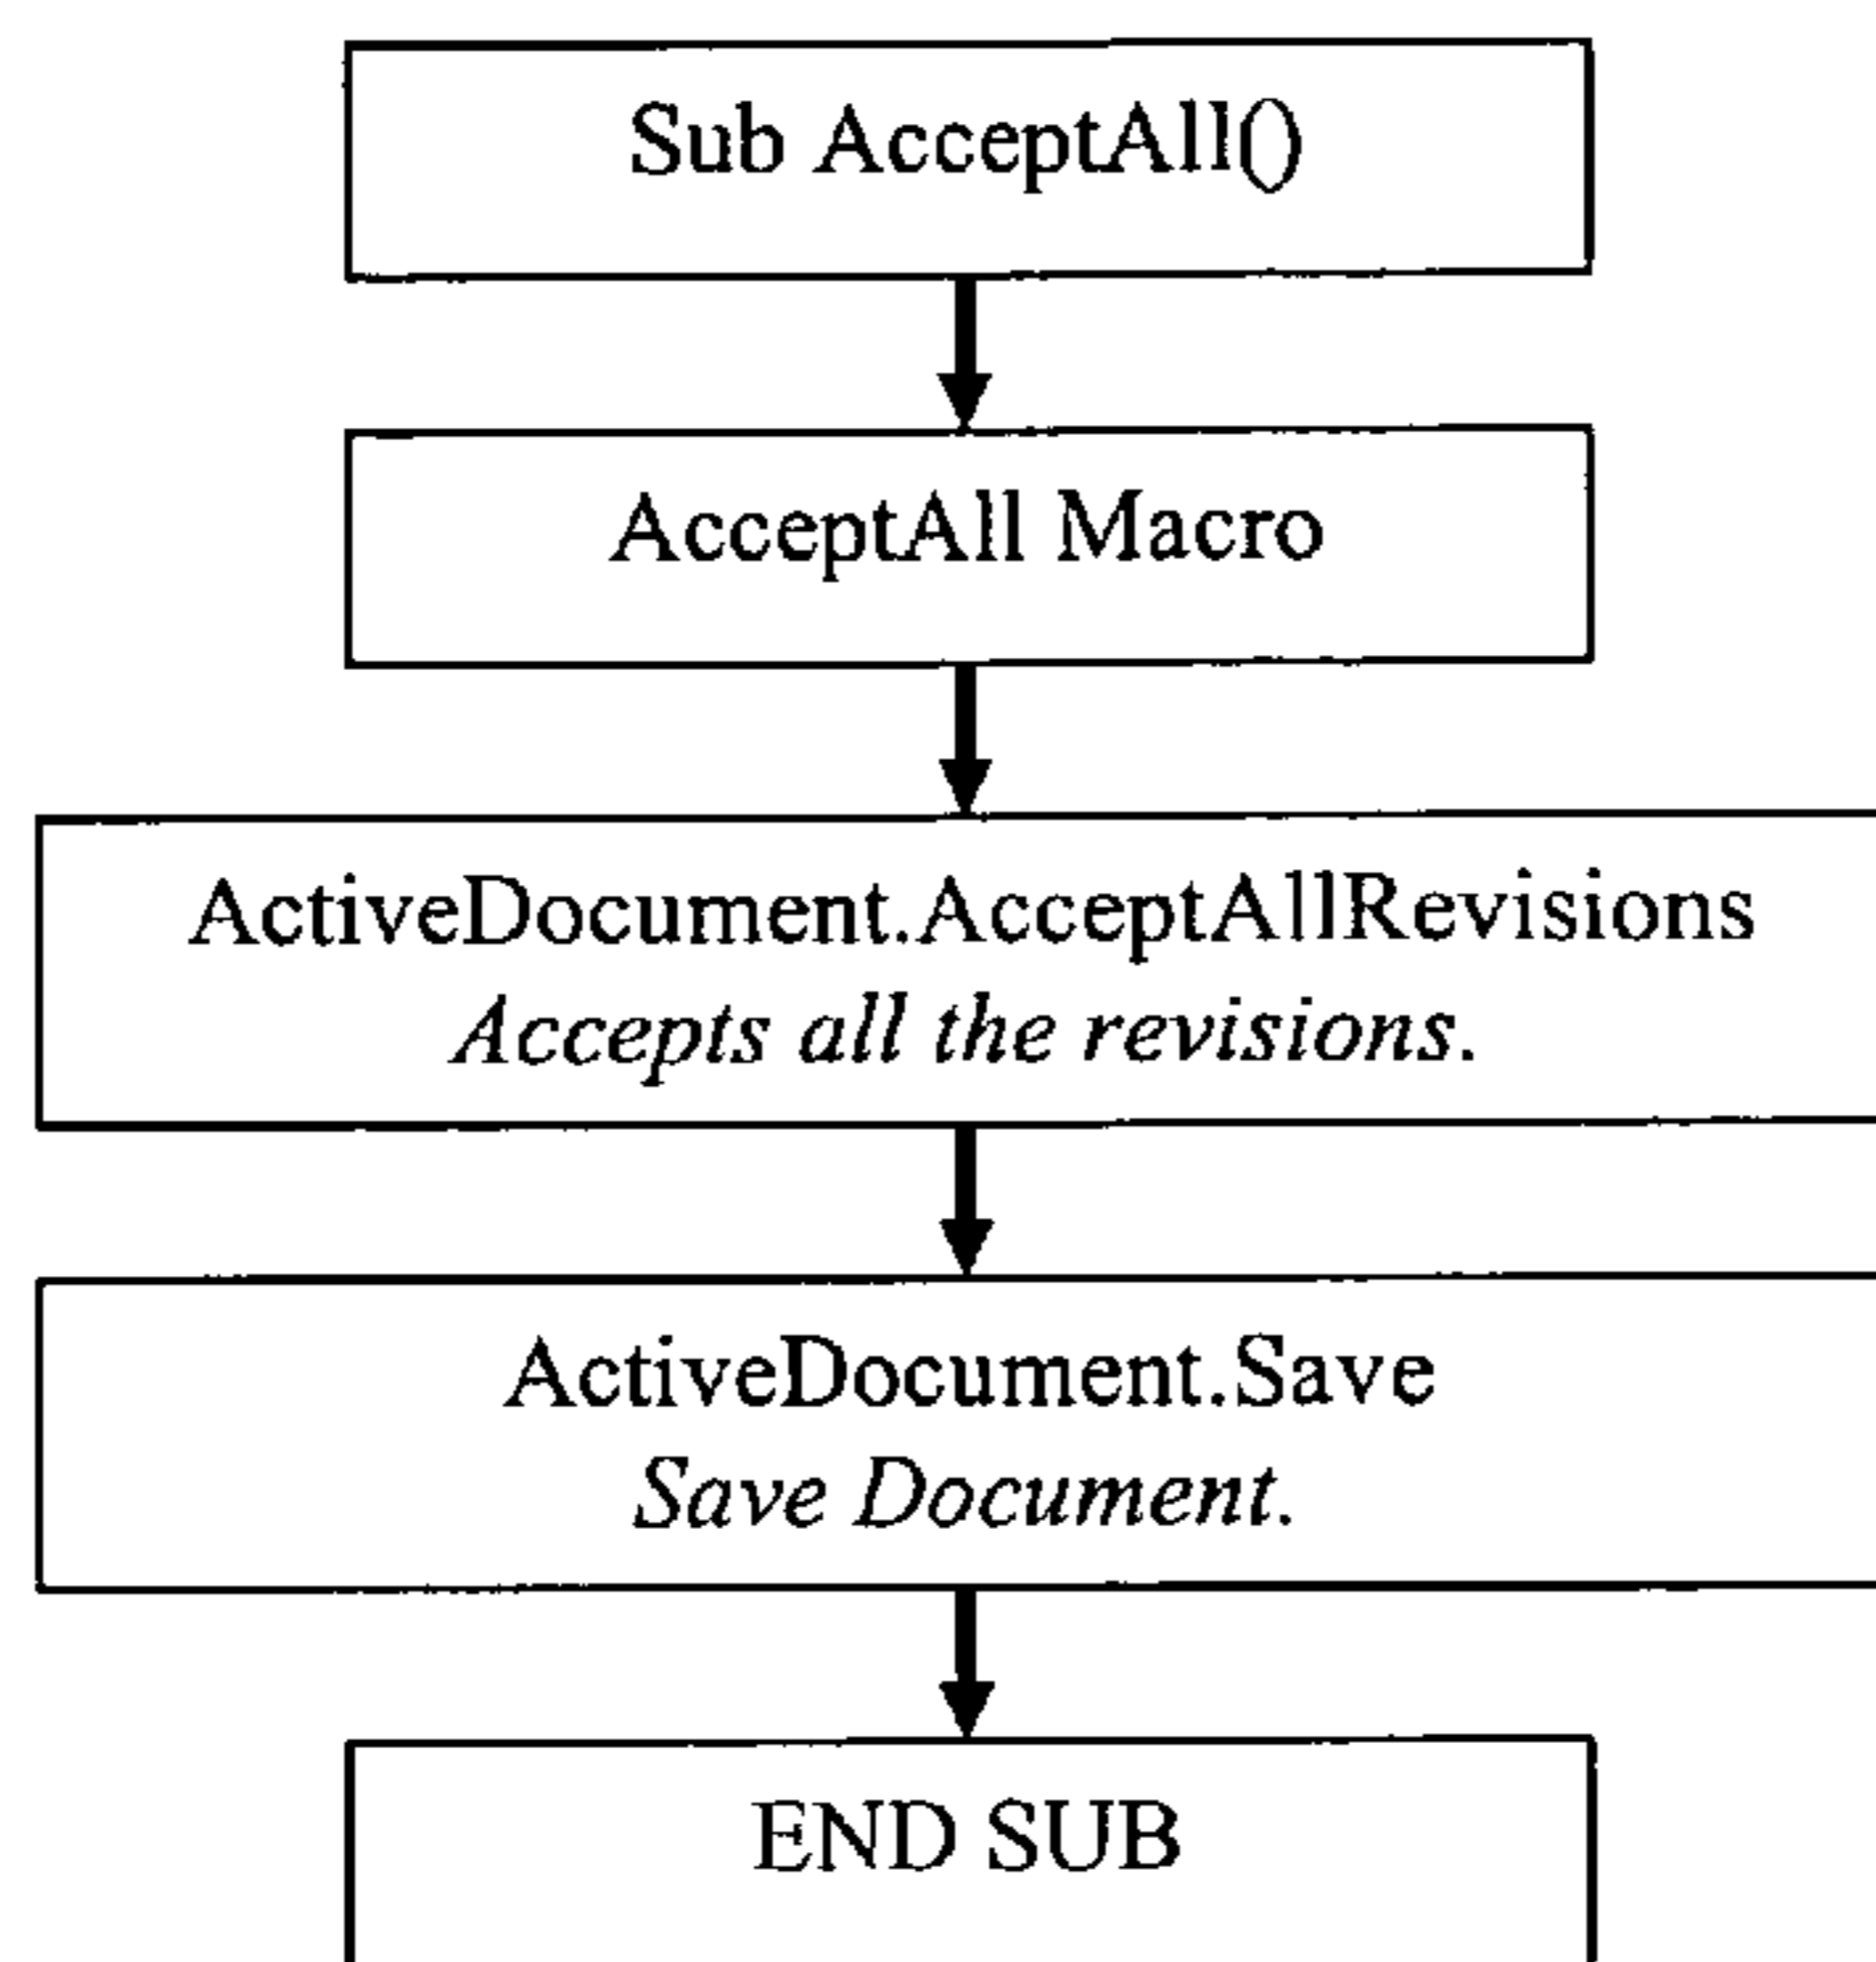 Sub AcceptAll()
AcceptAll Macro
ActiveDocument.AcceptAllRevisions
Accepts all the revisions.
ActiveDocument.Save
Save Document.
END SUB